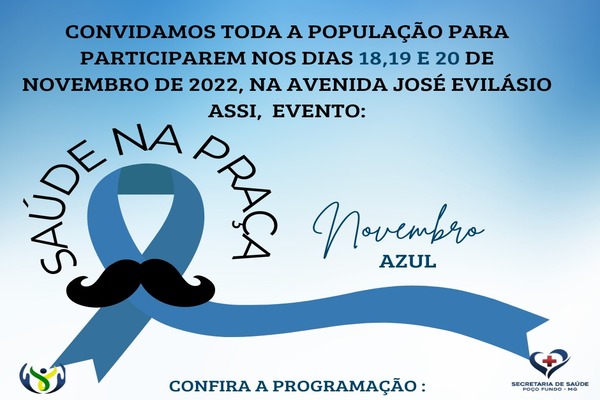 CONVIDAMOS TODA A POPULAÇÃO PARA
PARTICIPAREM NOS DIAS 18,19 E 20 DE
NOVEMBRO DE 2022, NA AVENIDA JOSÉ EVILÁSIO
ASSI, EVENTO:
SAÚDE NA PRAÇA
Novembro
AZUL
CONFIRA A PROGRAMAÇÃO :
SECRETARIA DE SAÚDE
POÇO FUNDO - MG